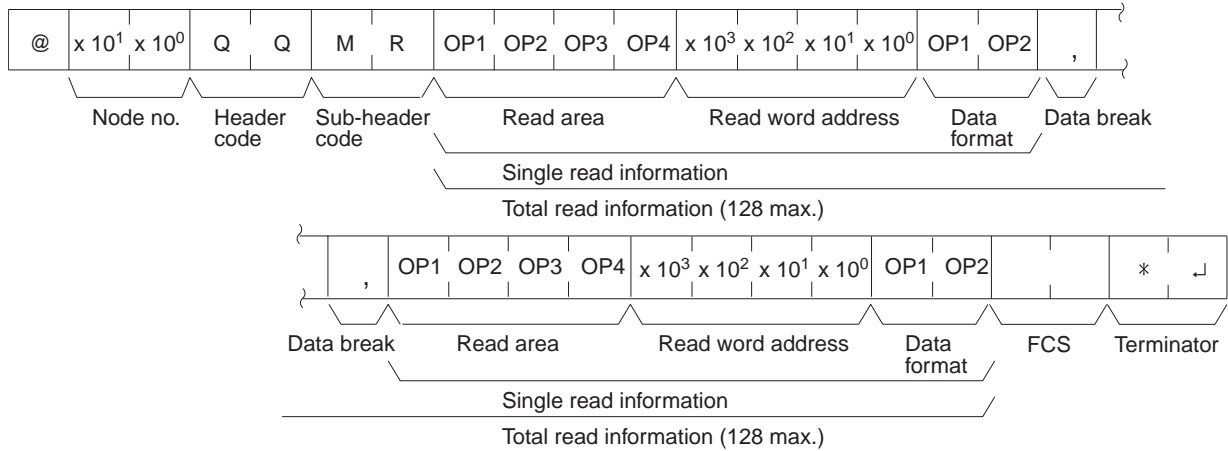 @ x 10¹ x 10⁰ Q Q M R OP1 OP2 OP3 OP4 x 10³ x 10² x 10¹ x 10⁰ OP1 OP2 ,
Node no. Header code Sub-header code Read area Read word address Data format Data break
Single read information
Total read information (128 max.)
, OP1 OP2 OP3 OP4 x 10³ x 10² x 10¹ x 10⁰ OP1 OP2 * ↵
Data break Read area Read word address Data format FCS Terminator
Single read information
Total read information (128 max.)